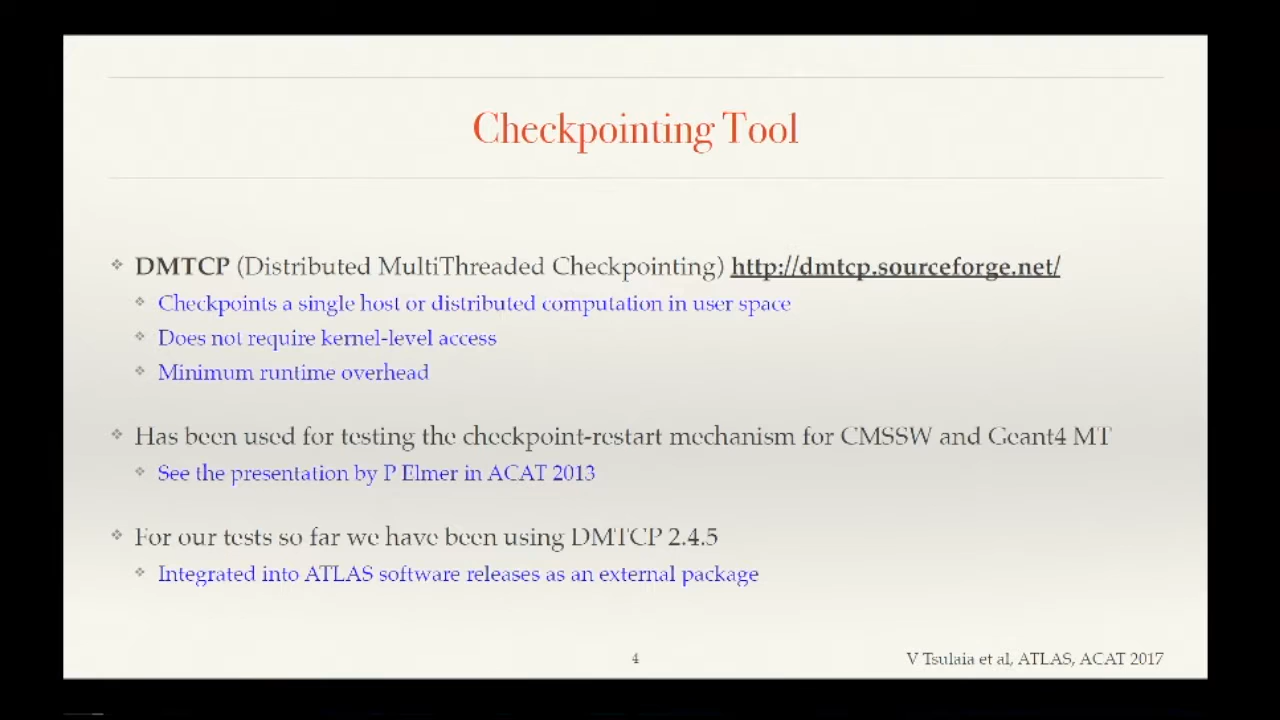 Checkpointing Tool
DMTCP (Distributed MultiThreaded Checkpointing) http://dmtcp.sourceforge.net/
Checkpoints a single host or distributed computation in user space
Does not require kernel-level access
Minimum runtime overhead
Has been used for testing the checkpoint-restart mechanism for CMSSW and Geant4 MT
See the presentation by P Elmer in ACAT 2013
For our tests so far we have been using DMTCP 2.4.5
Integrated into ATLAS software releases as an external package
4
V Tsulaia et al, ATLAS, ACAT 2017